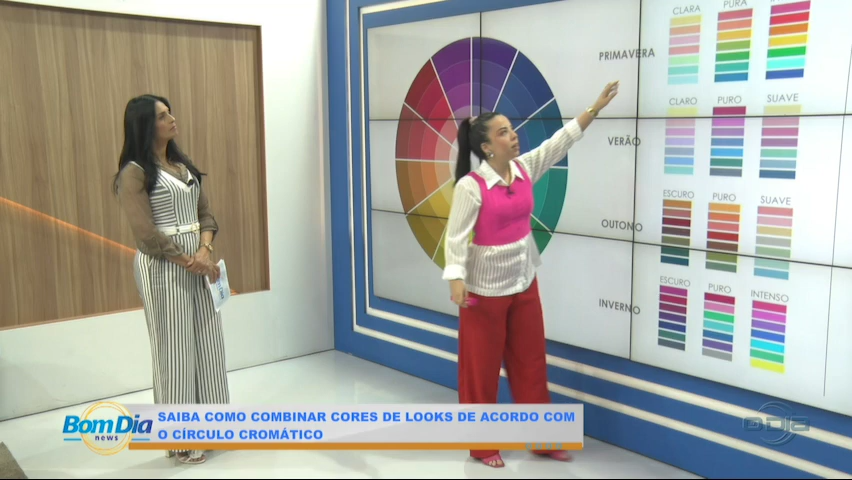 CLARA PURA
PRIMAVERA
CLARO PURO SUAVE
VERÃO
ESCURO PURO SUAVE
OUTONO
ESCURO PURO INTENSO
INVERNO
SAIBA COMO COMBINAR CORES DE LOOKS DE ACORDO COM
O CÍRCULO CROMÁTICO
Bom Dia
news
O DIA